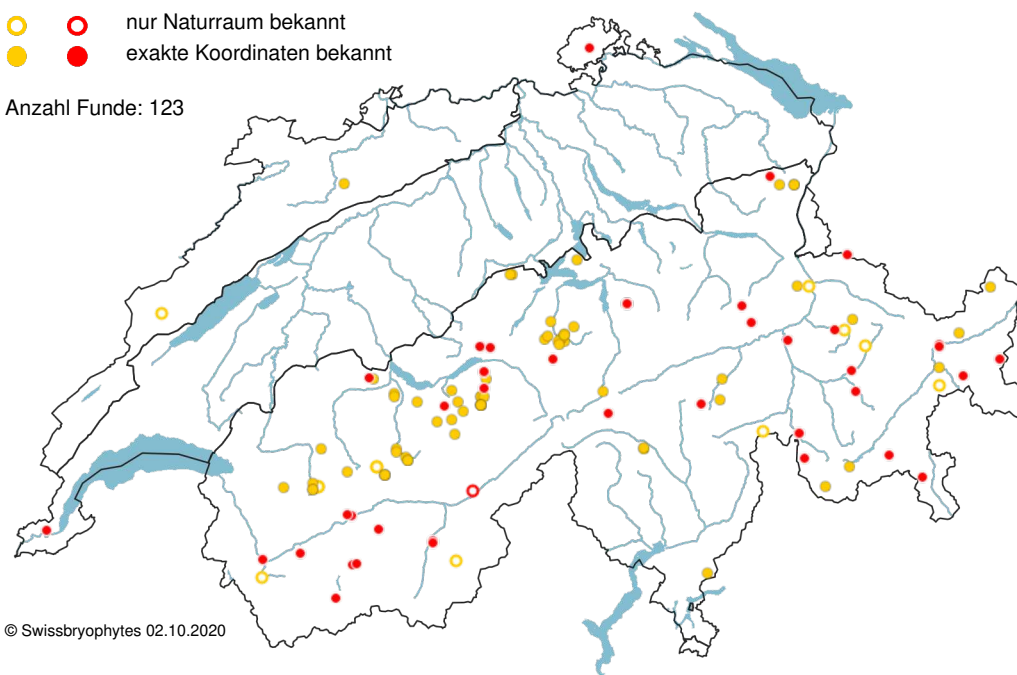 nur Naturraum bekannt
exakte Koordinaten bekannt
Anzahl Funde: 123
© Swissbryophytes 02.10.2020